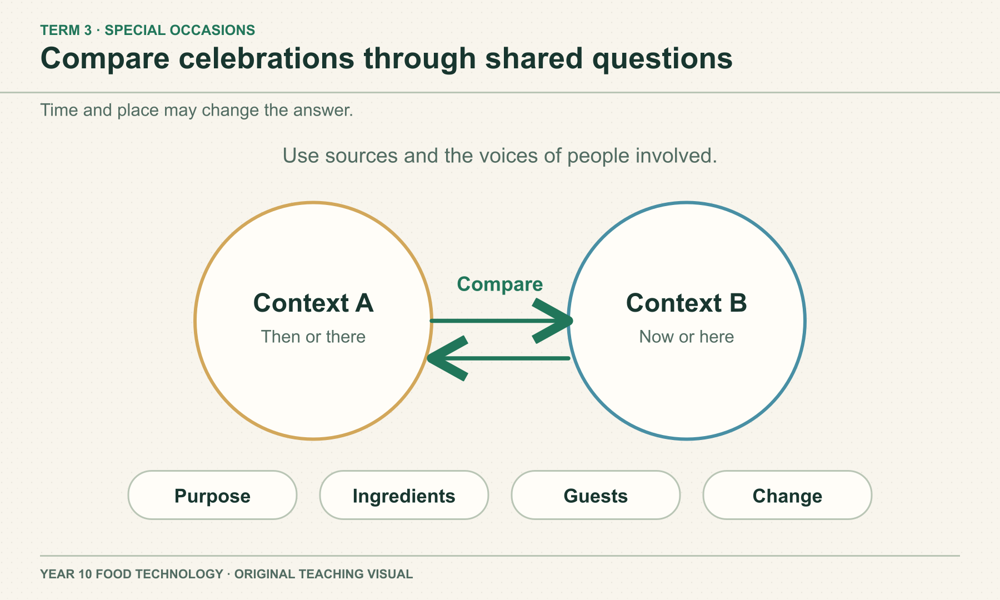 TERM 3 · SPECIAL OCCASIONS
Compare celebrations through shared questions
Time and place may change the answer.
Use sources and the voices of people involved.
Compare
Context A
Then or there
Context B
Now or here
Purpose
Ingredients
Guests
Change
YEAR 10 FOOD TECHNOLOGY · ORIGINAL TEACHING VISUAL